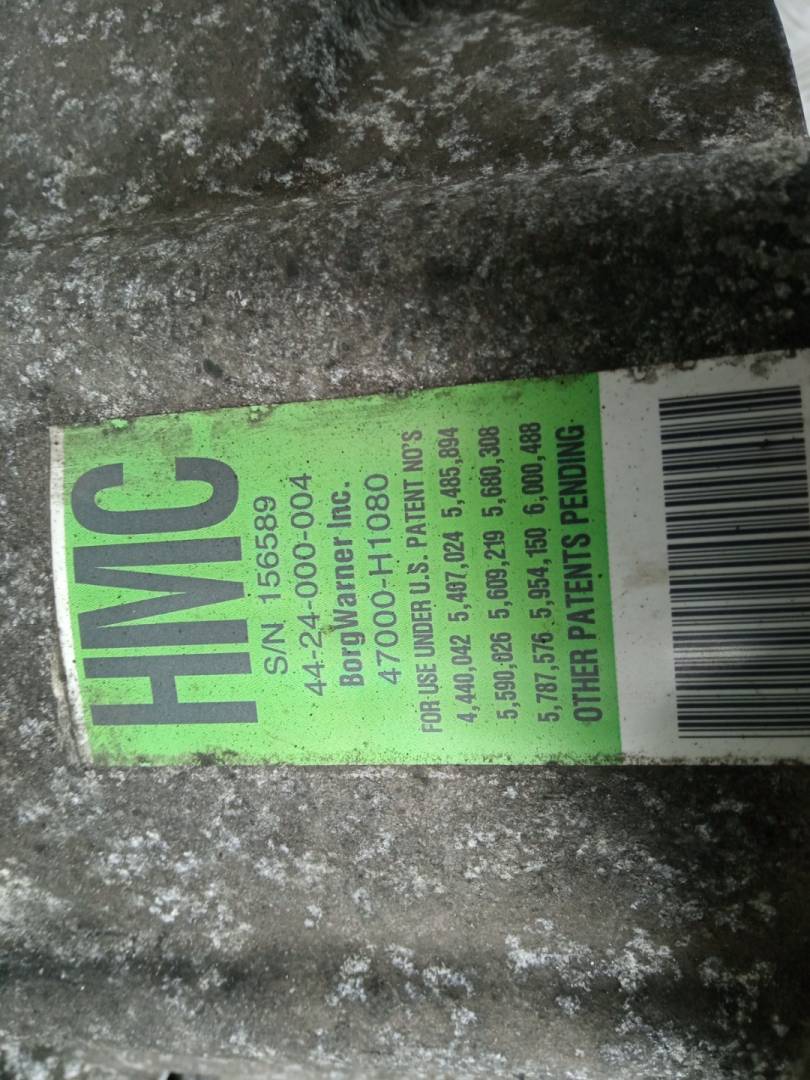 HMC
S/N 156589
44-24-000-004
BorgWarner Inc.
47000-H1080
FOR USE UNDER U.S. PATENT NO'S
4,440,042 5,407,024 5,485,894
5,590,626 5,609,219 5,680,308
5,787,576 5,954,150 6,000,488
OTHER PATENTS PENDING